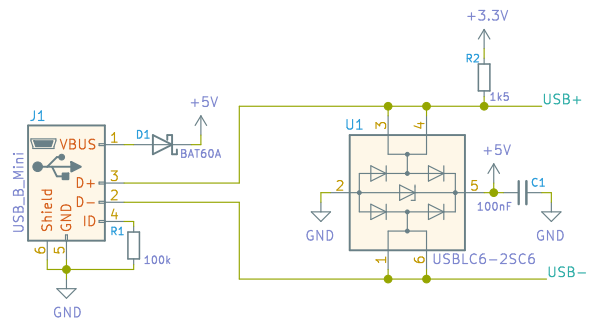 +3.3V
R2
1k5
USB+
J1
+5V
D1
BAT60A
VBUS
1
USB_B_Mini
D+
3
D-
2
ID
4
Shield
GND
R1
100k
6
5
GND
U1
3
4
2
5
GND
+5V
C1
100nF
GND
1
6
USBLC6-2SC6
USB-